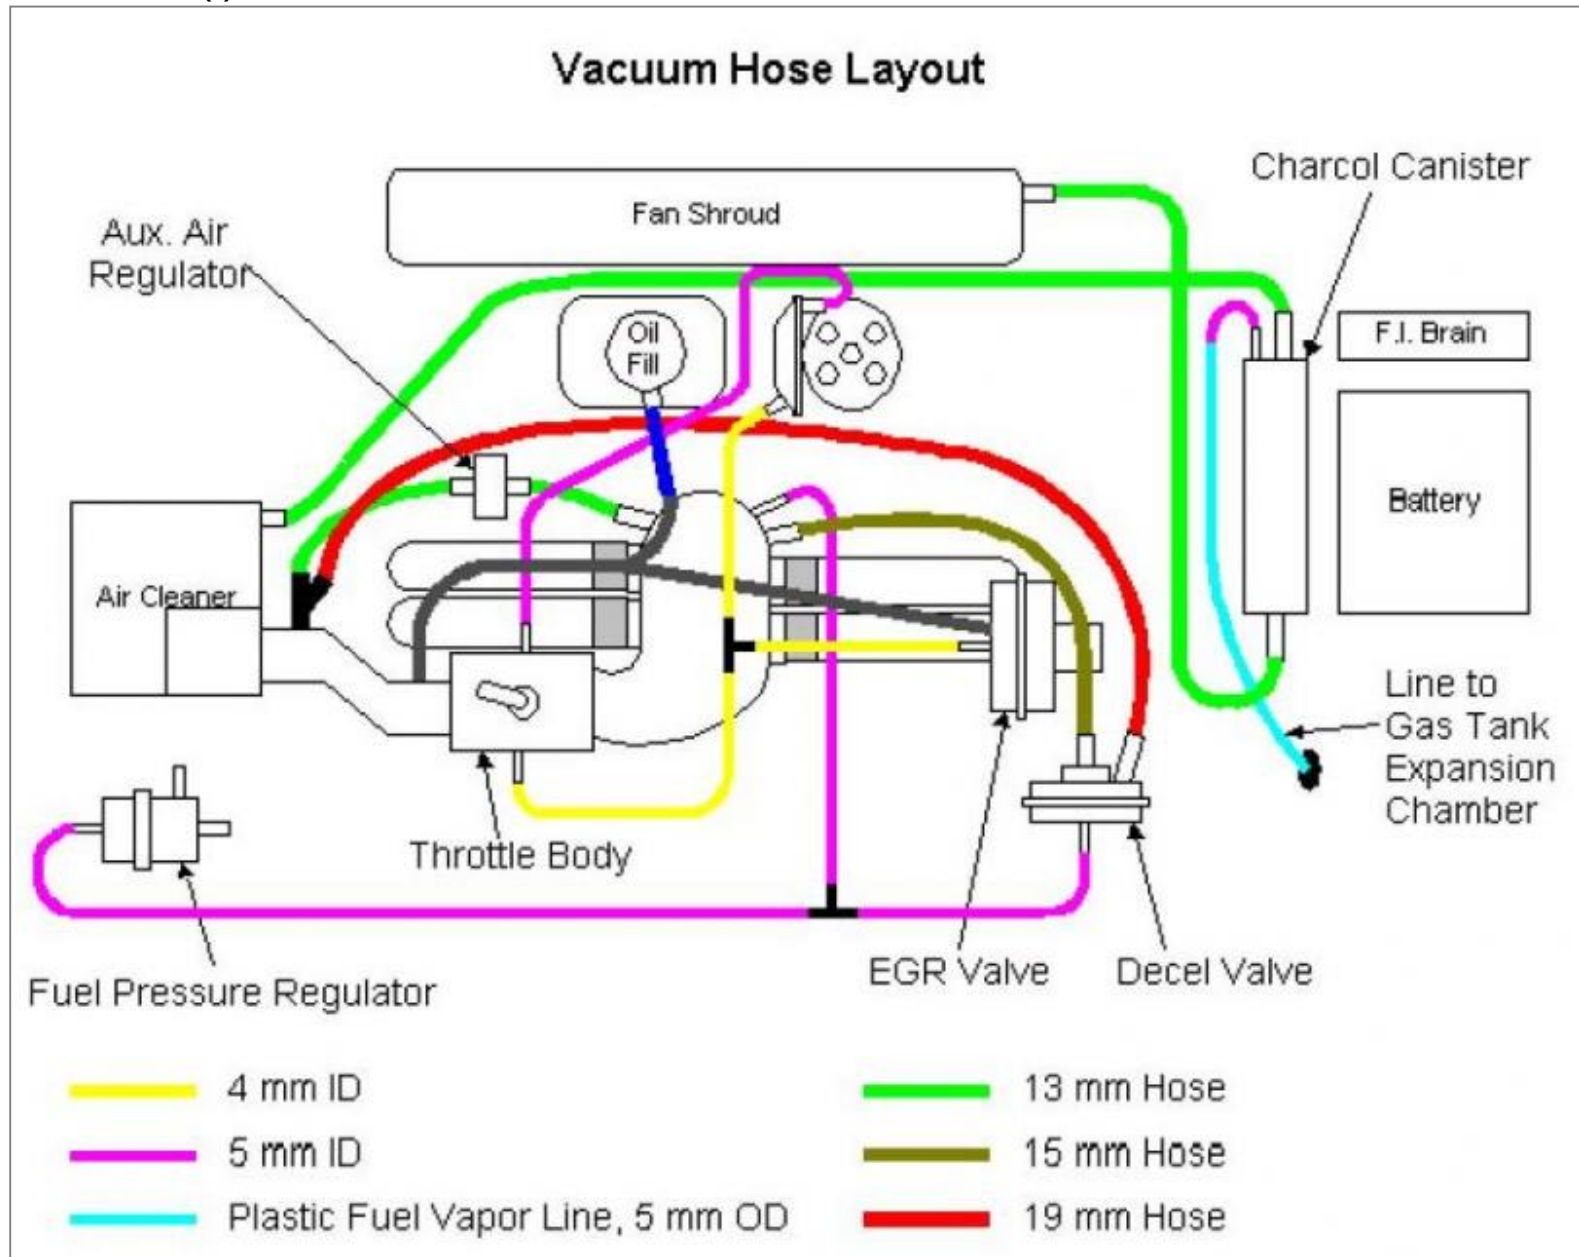 Vacuum Hose Layout
Charcol Canister
Fan Shroud
Aux. Air
Regulator
Oil
Fill
F.I. Brain
Battery
Air Cleaner
Line to
Gas Tank
Expansion
Chamber
Throttle Body
EGR Valve
Decel Valve
Fuel Pressure Regulator
4 mm ID
13 mm Hose
5 mm ID
15 mm Hose
Plastic Fuel Vapor Line, 5 mm OD
19 mm Hose